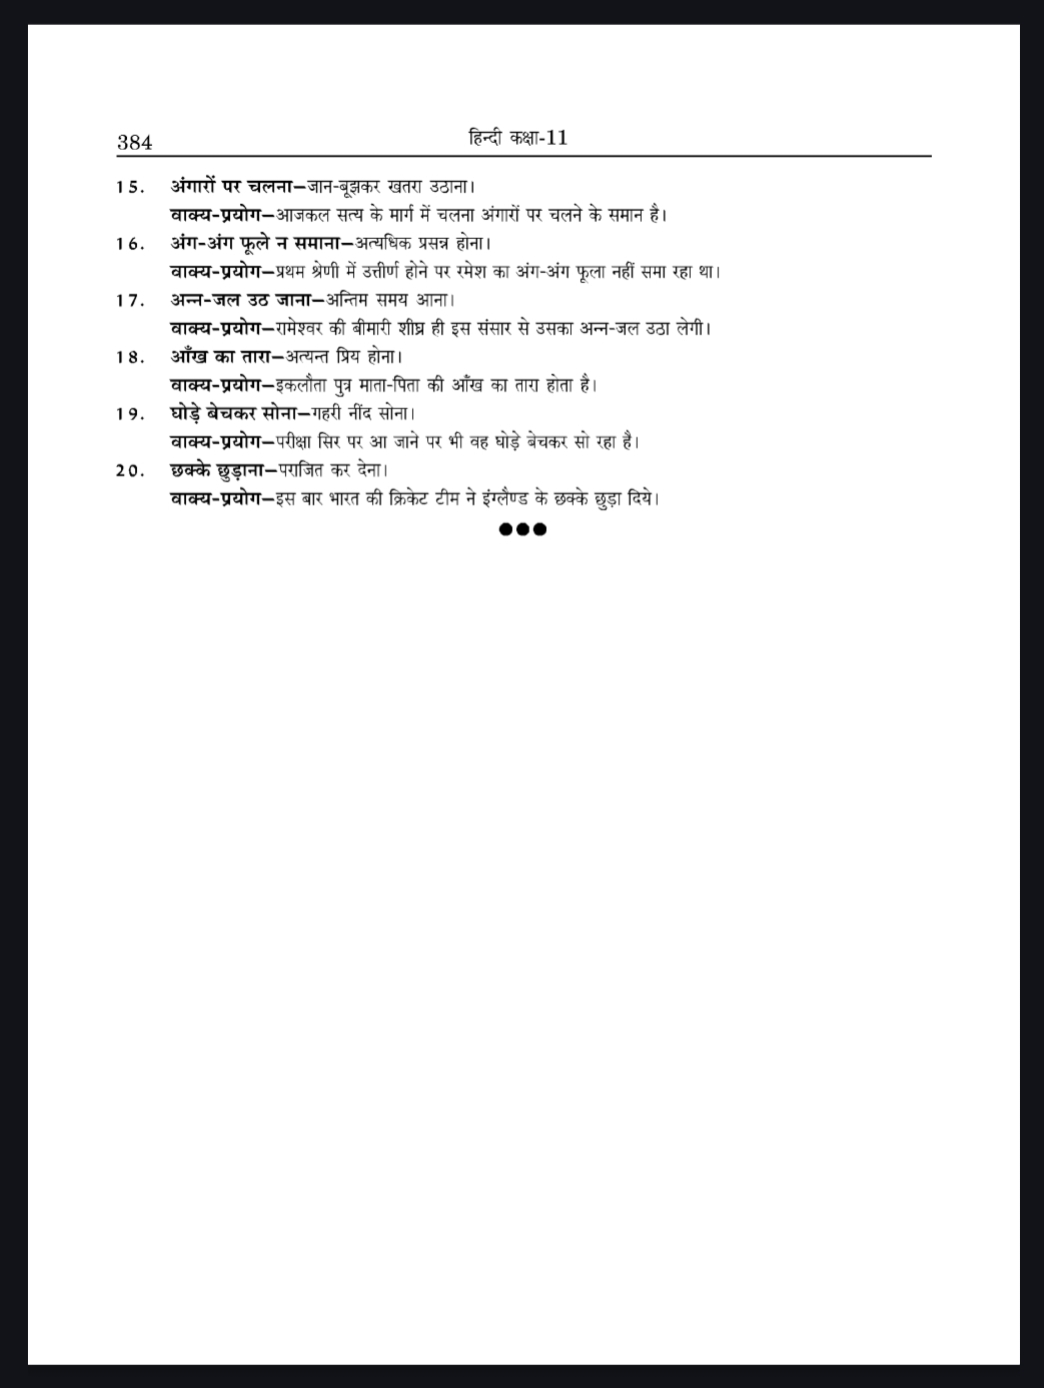 384
हिन्दी कक्षा-11
15. अंगारों पर चलना–जान-बूझकर खतरा उठाना।
वाक्य-प्रयोग–आजकल सत्य के मार्ग में चलना अंगारों पर चलने के समान है।
16. अंग-अंग फूले न समाना–अत्यधिक प्रसन्न होना।
वाक्य-प्रयोग–प्रथम श्रेणी में उत्तीर्ण होने पर रमेश का अंग-अंग फूला नहीं समा रहा था।
17. अन्न-जल उठ जाना–अन्तिम समय आना।
वाक्य-प्रयोग–रामेश्वर की बीमारी शीघ्र ही इस संसार से उसका अन्न-जल उठा लेगी।
18. आँख का तारा–अत्यन्त प्रिय होना।
वाक्य-प्रयोग–इकलौता पुत्र माता-पिता की आँख का तारा होता है।
19. घोड़े बेचकर सोना–गहरी नींद सोना।
वाक्य-प्रयोग–परीक्षा सिर पर आ जाने पर भी वह घोड़े बेचकर सो रहा है।
20. छक्के छुड़ाना–पराजित कर देना।
वाक्य-प्रयोग–इस बार भारत की क्रिकेट टीम ने इंग्लैण्ड के छक्के छुड़ा दिये।
●●●